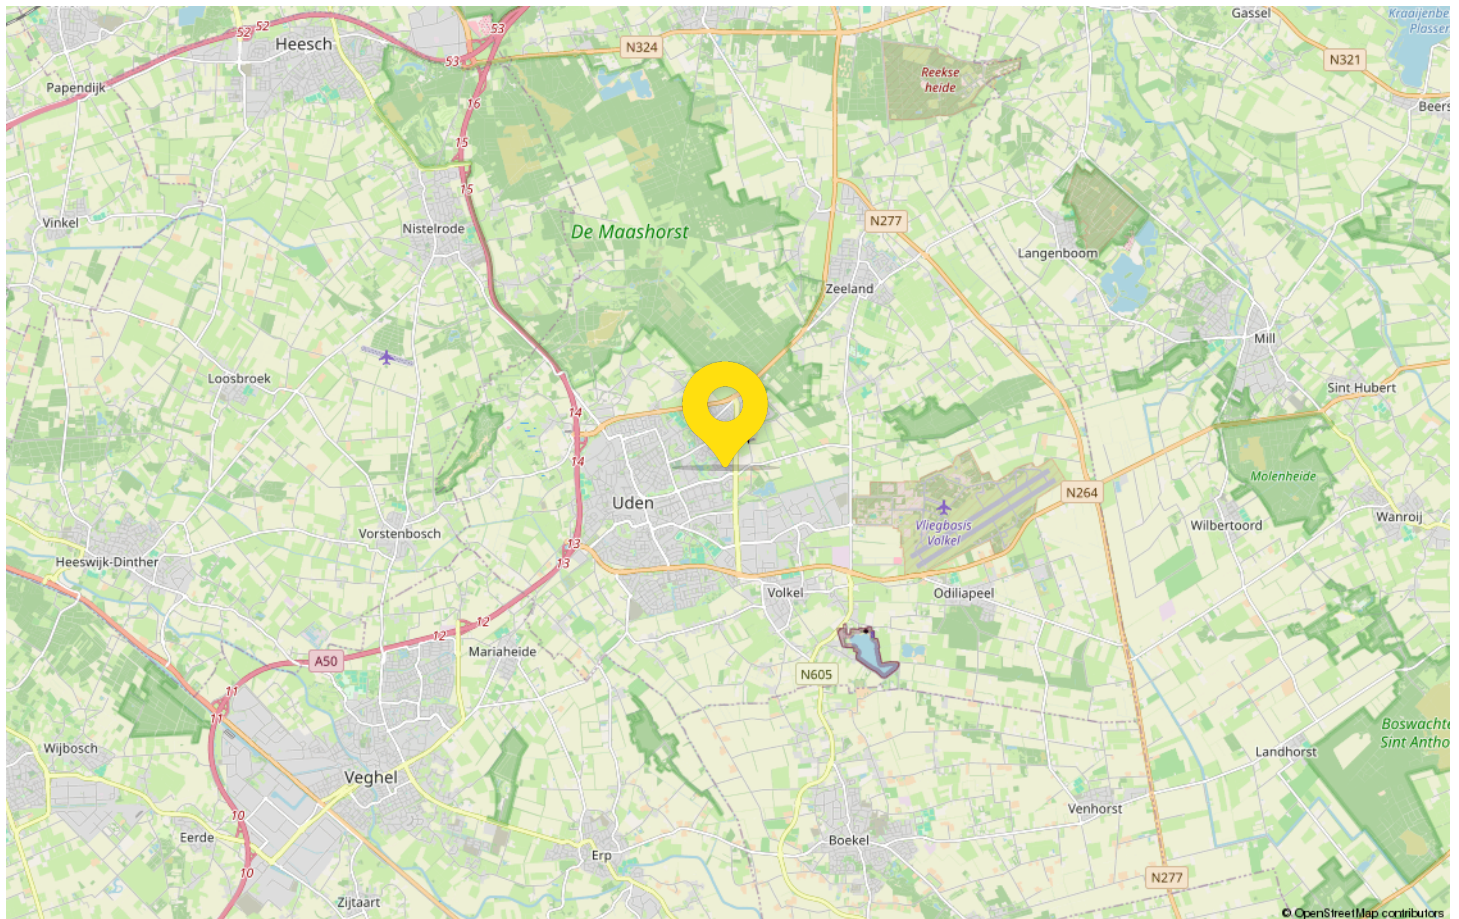 Gassel
Kraaijenbe
Plassen
52
52
53
Heesch
N324
53
N321
Papendijk
Reekse
heide
16
Beers
15
15
Vinkel
Nistelrode
N277
De Maashorst
Langenboom
Zeeland
Mill
Loosbroek
Sint Hubert
14
14
Molenheide
N264
Uden
Vliegbasis
Volkel
Wanroij
Wilbertoord
Vorstenbosch
13
13
Heeswijk-Dinther
Volkel
Odiliapeel
12
12
Mariaheide
A50
N605
11
11
Boswachte
Sint Antho
Wijbosch
Landhorst
Veghel
Venhorst
10
Eerde
Boekel
Erp
10
N277
Zijtaart
© OpenStreetMap contributors